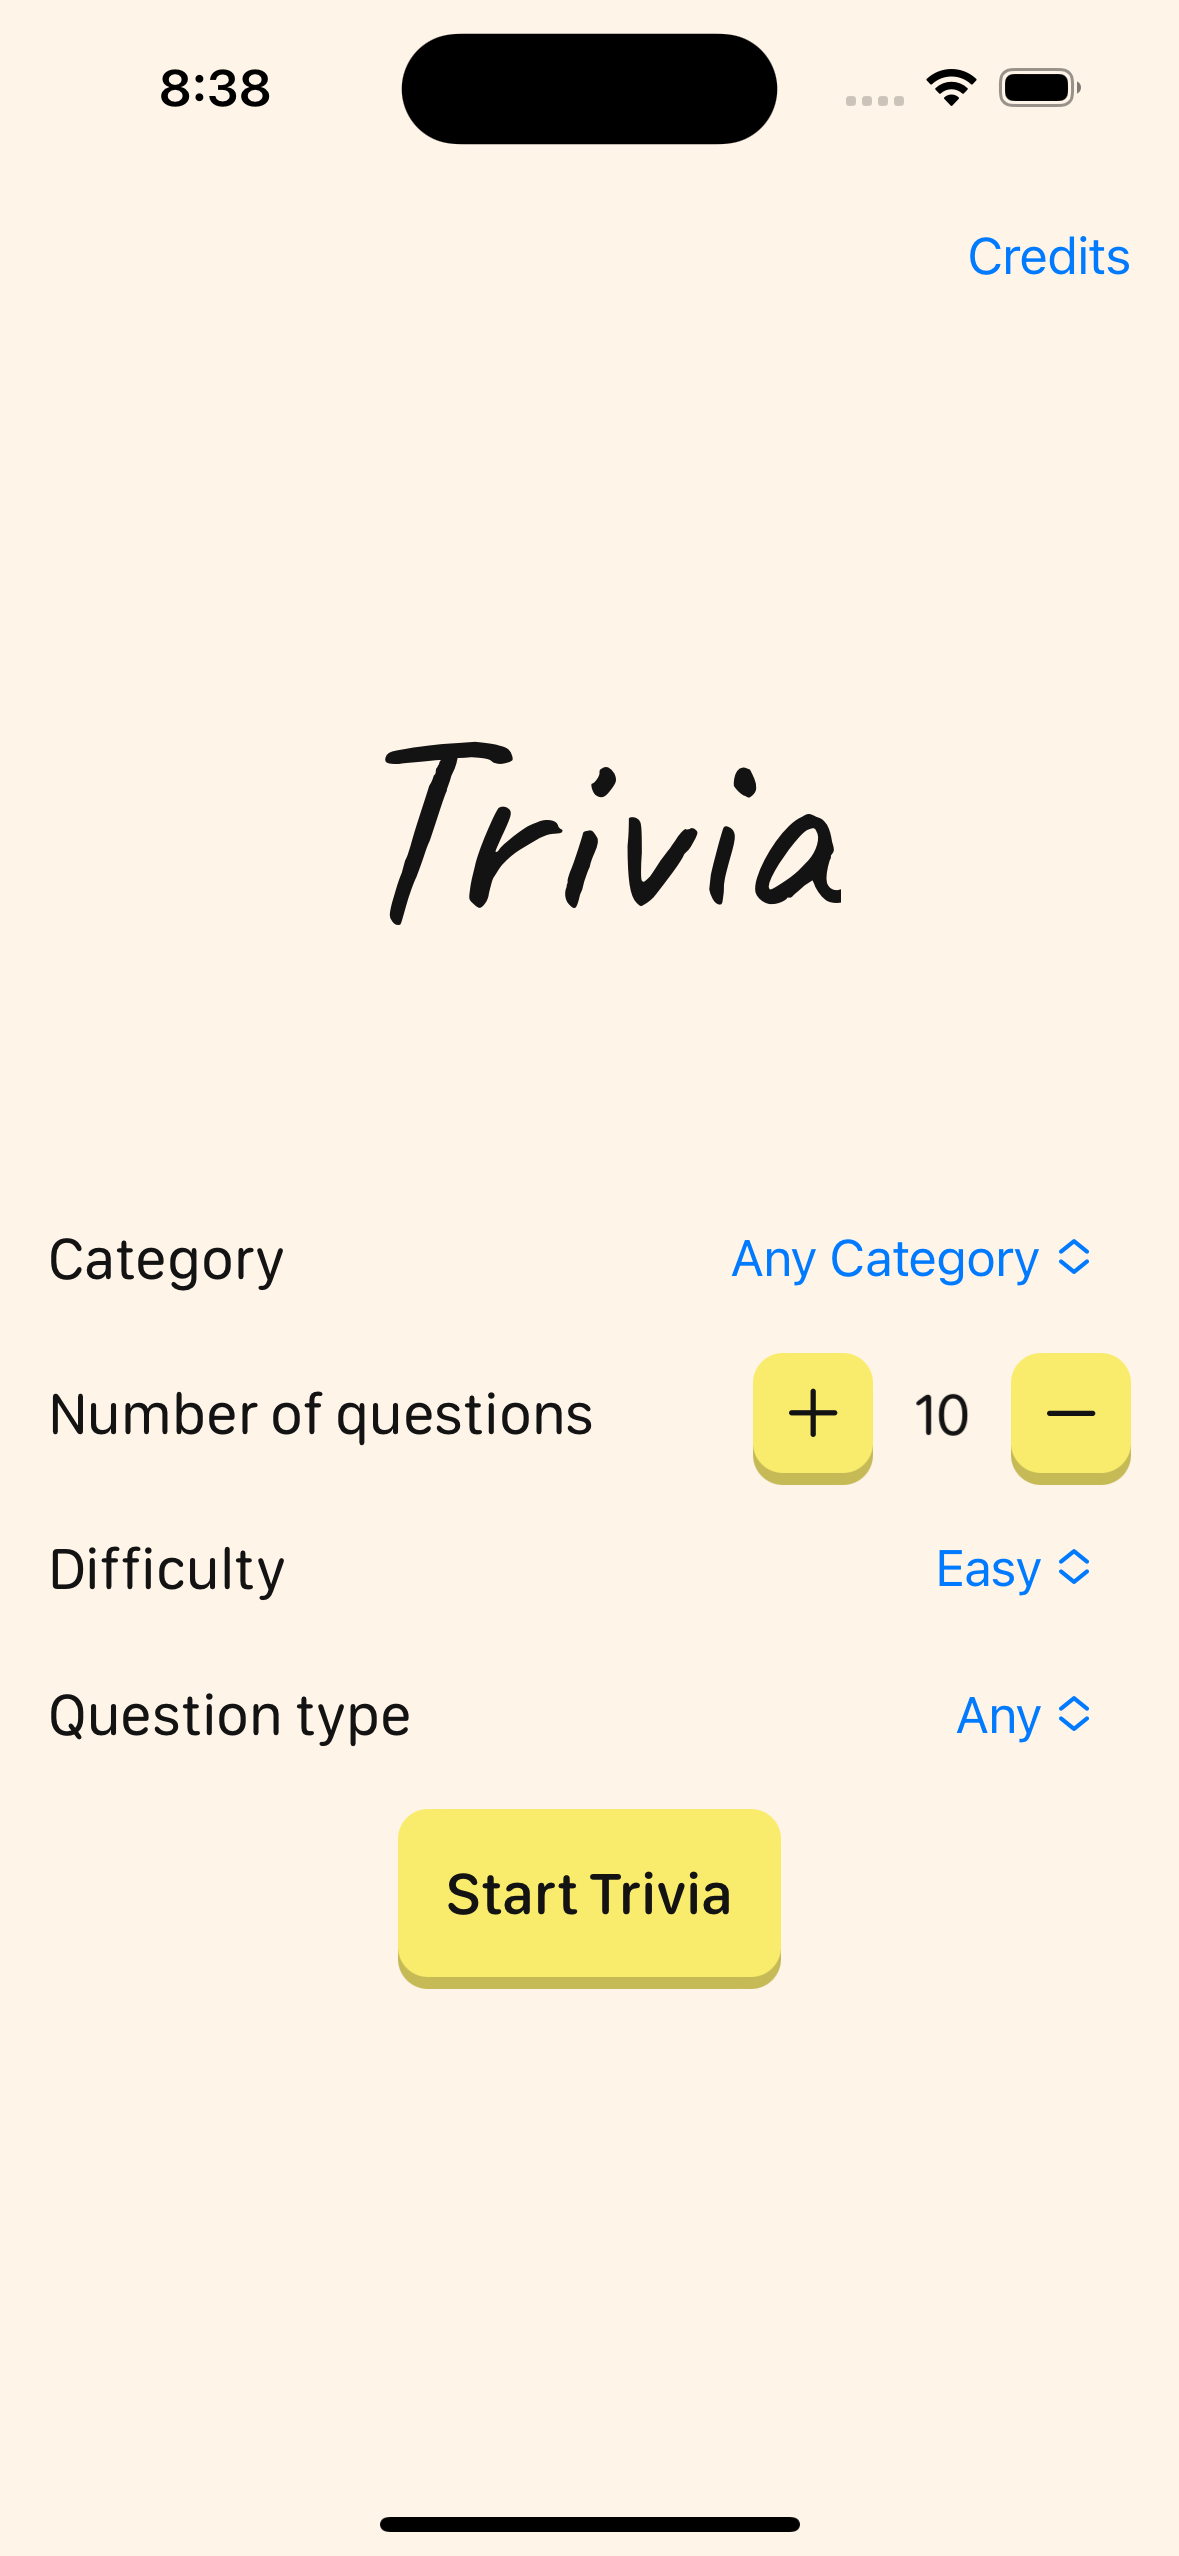 8:38
Credits
Trivia
Category Any Category
Number of questions + 10 −
Difficulty Easy
Question type Any
Start Trivia